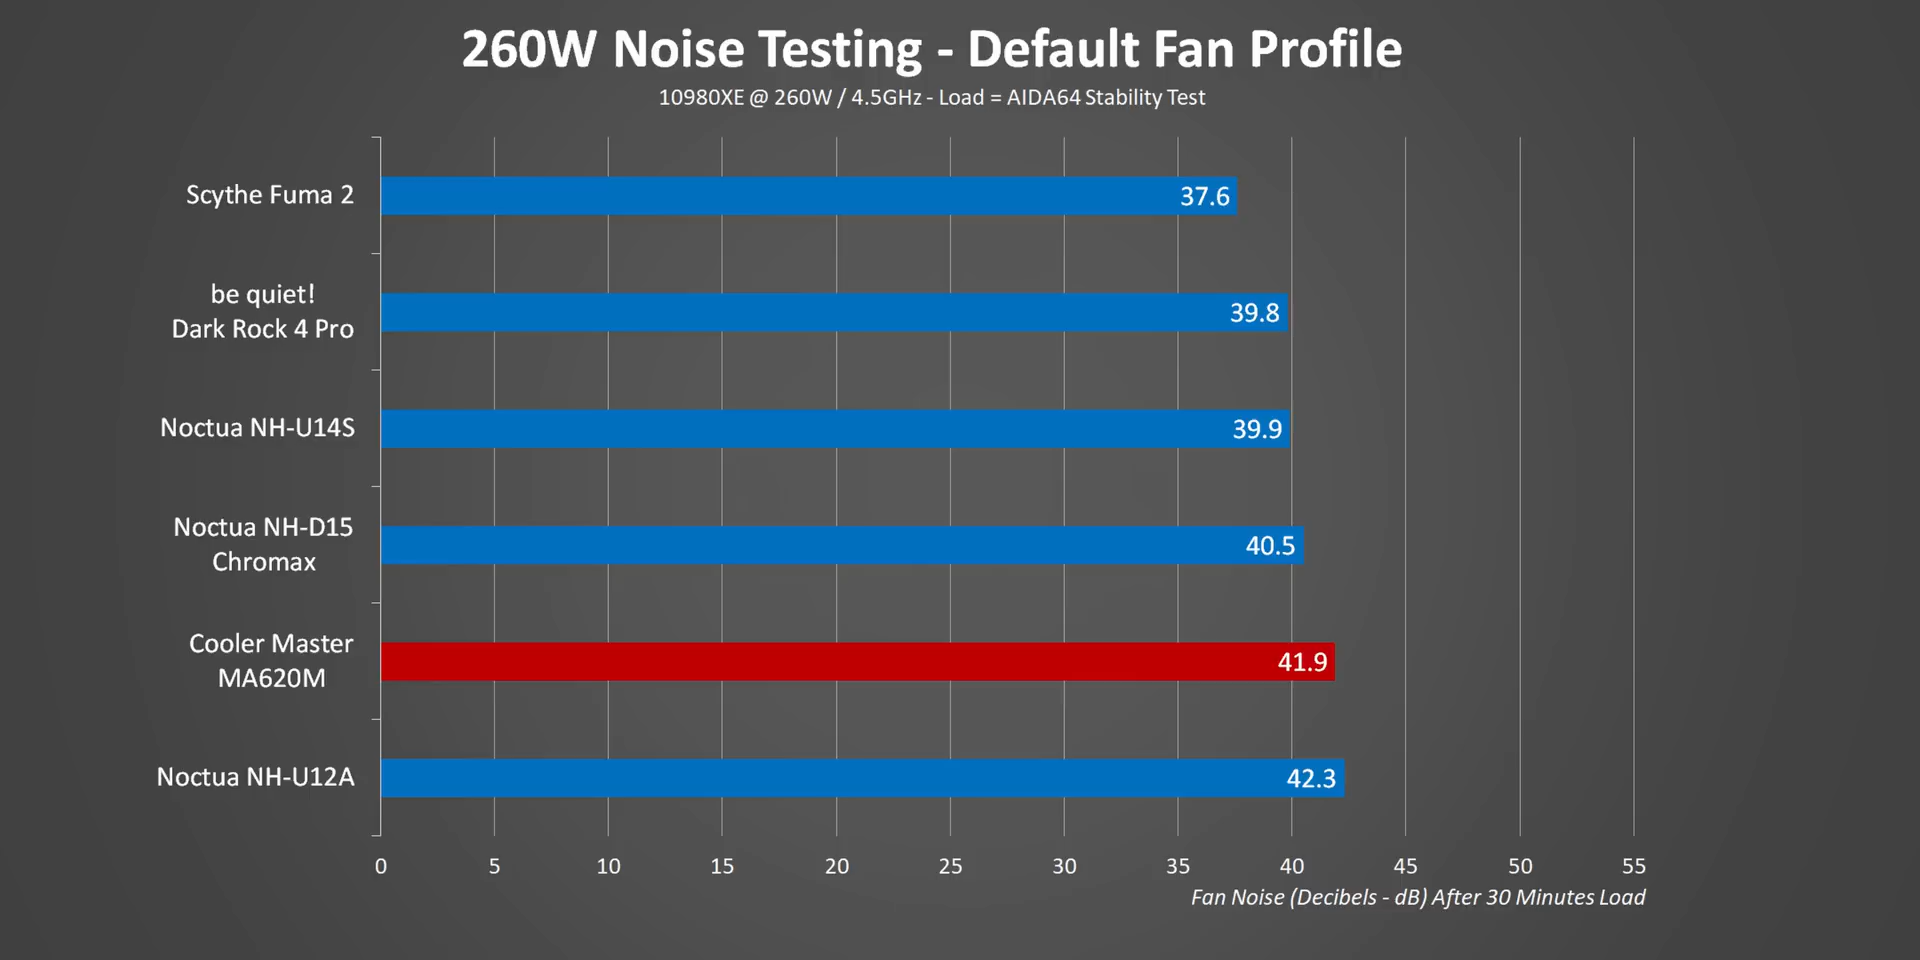 260W Noise Testing - Default Fan Profile
10980XE @ 260W / 4.5GHz - Load = AIDA64 Stability Test
Scythe Fuma 2
37.6
be quiet!
Dark Rock 4 Pro
39.8
Noctua NH-U14S
39.9
Noctua NH-D15
Chromax
40.5
Cooler Master
MA620M
41.9
Noctua NH-U12A
42.3
0 5 10 15 20 25 30 35 40 45 50 55
Fan Noise (Decibels - dB) After 30 Minutes Load